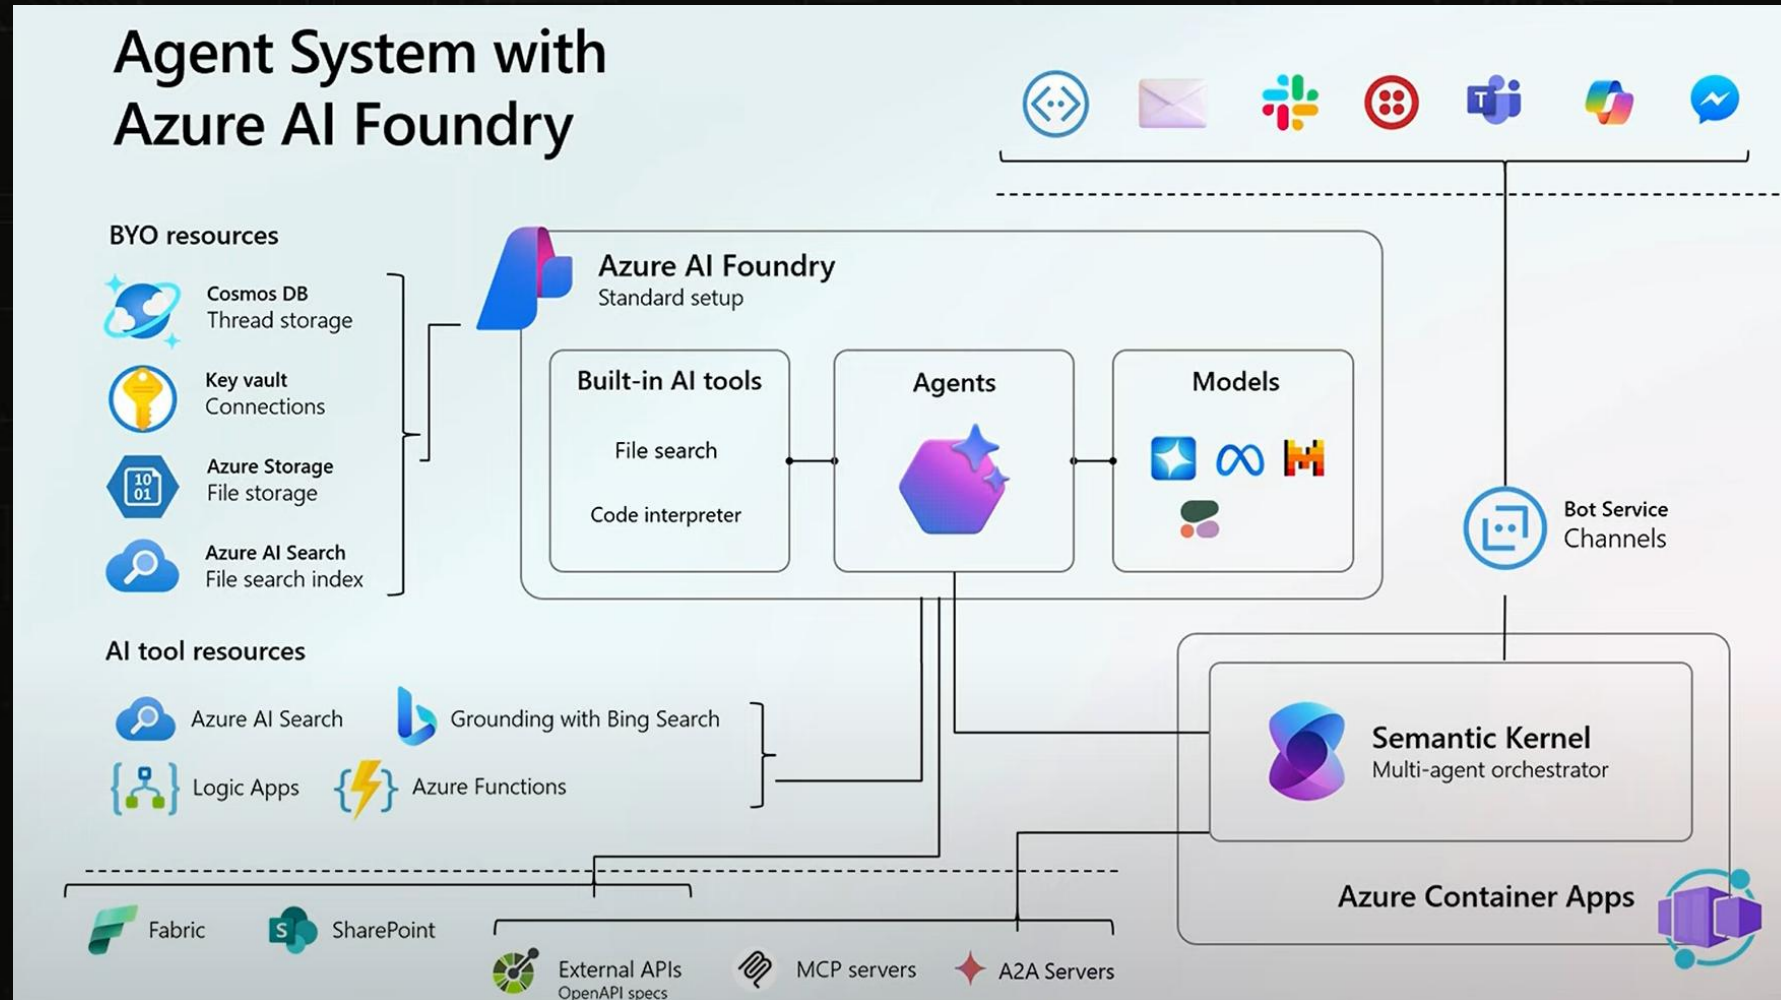 Agent System with
Azure AI Foundry
BYO resources
Cosmos DB
Thread storage
Key vault
Connections
10
01
Azure Storage
File storage
Azure AI Search
File search index
Azure AI Foundry
Standard setup
Built-in AI tools
File search
Code interpreter
Agents
Models
T
Bot Service
Channels
AI tool resources
Azure AI Search
Grounding with Bing Search
Logic Apps
Azure Functions
Semantic Kernel
Multi-agent orchestrator
Azure Container Apps
Fabric
S
SharePoint
External APIs
OpenAPI specs
MCP servers
A2A Servers